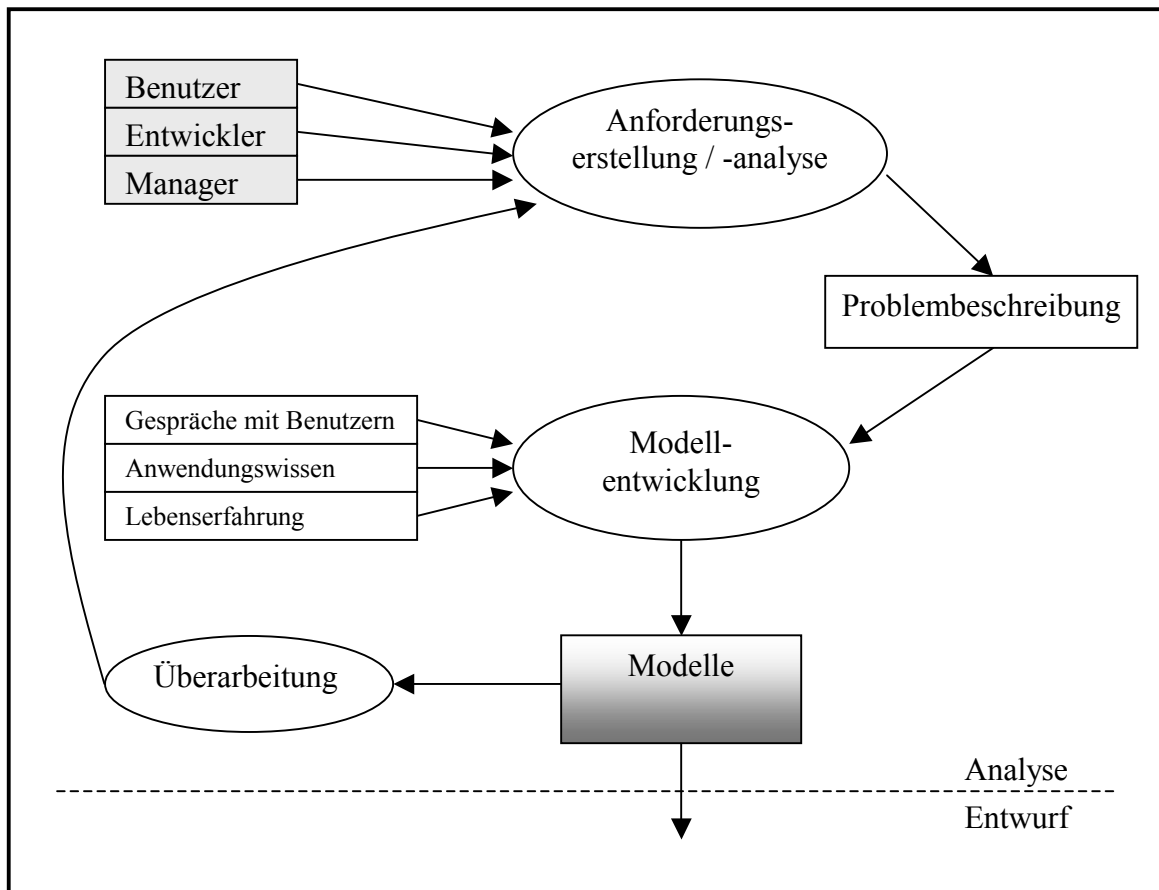 Benutzer
Entwickler
Manager
Anforderungs-
erstellung / -analyse
Problembeschreibung
Gespräche mit Benutzern
Anwendungswissen
Lebenserfahrung
Modell-
entwicklung
Überarbeitung
Modelle
Analyse
Entwurf